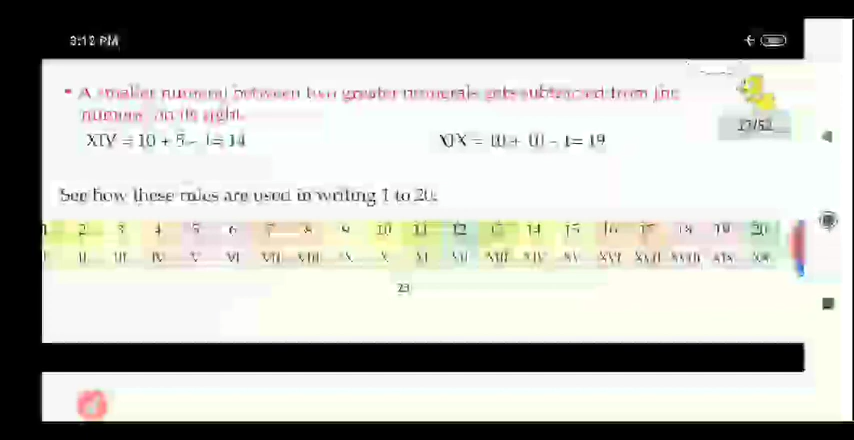 3:12 PM
• A smaller numeral between two greater numerals gets subtracted from the
numeral on its right.
XIV = 10 + 5 – 1= 14 XIX = 10 + 10 – 1= 19
27/52
See how these rules are used in writing 1 to 20:
1 2 3 4 5 6 7 8 9 10 11 12 13 14 15 16 17 18 19 20
I II III IV V VI VII VIII IX X XI XII XIII XIV XV XVI XVII XVIII XIX XX
23